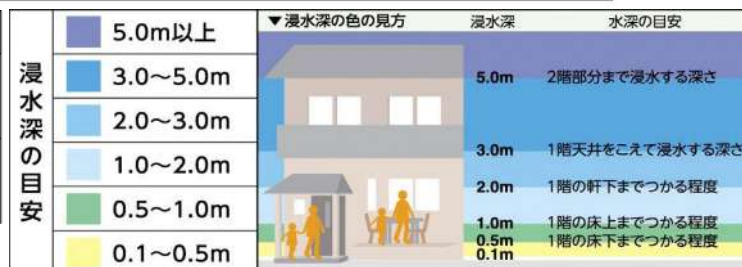 浸水深の目安
5.0m以上
3.0～5.0m
2.0～3.0m
1.0～2.0m
0.5～1.0m
0.1～0.5m
▼浸水深の色の見方 浸水深 水深の目安
5.0m 2階部分まで浸水する深さ
3.0m 1階天井をこえて浸水する深さ
2.0m 1階の軒下までつかる程度
1.0m 1階の床上までつかる程度
0.5m 1階の床下までつかる程度
0.1m